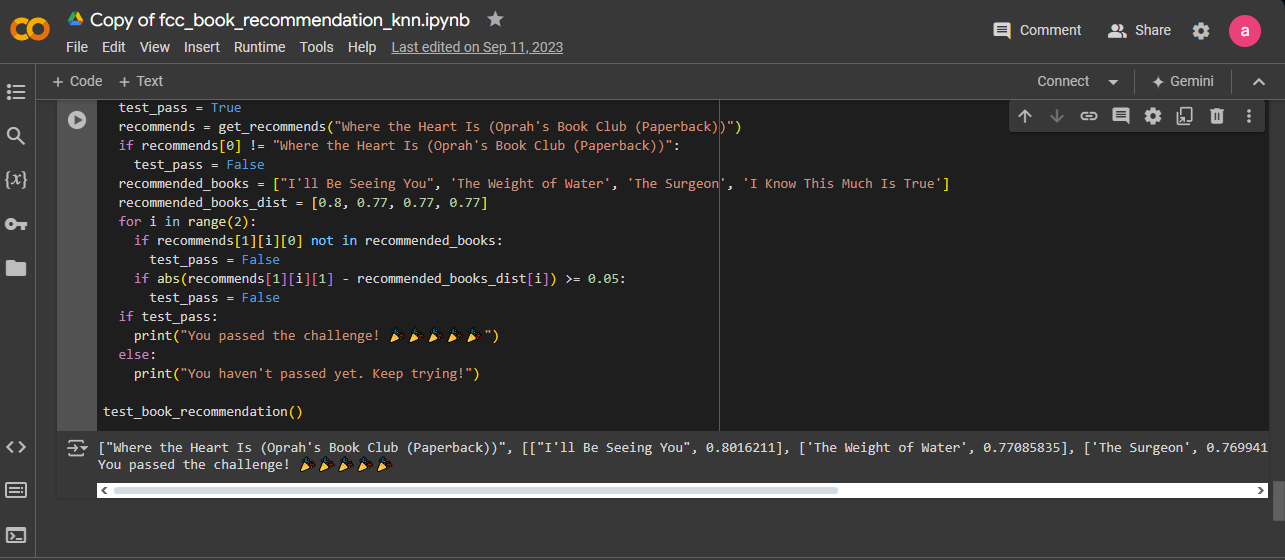 Copy of fcc_book_recommendation_knn.ipynb
File Edit View Insert Runtime Tools Help Last edited on Sep 11, 2023
Comment Share a
+ Code + Text Connect Gemini
test_pass = True
recommends = get_recommends("Where the Heart Is (Oprah's Book Club (Paperback))")
if recommends[0] != "Where the Heart Is (Oprah's Book Club (Paperback))":
test_pass = False
recommended_books = ["I'll Be Seeing You", 'The Weight of Water', 'The Surgeon', 'I Know This Much Is True']
recommended_books_dist = [0.8, 0.77, 0.77, 0.77]
for i in range(2):
if recommends[1][i][0] not in recommended_books:
test_pass = False
if abs(recommends[1][i][1] - recommended_books_dist[i]) >= 0.05:
test_pass = False
if test_pass:
print("You passed the challenge! 🎉🎉🎉🎉🎉")
else:
print("You haven't passed yet. Keep trying!")
test_book_recommendation()
["Where the Heart Is (Oprah's Book Club (Paperback))", [["I'll Be Seeing You", 0.8016211], ['The Weight of Water', 0.77085835], ['The Surgeon', 0.769941
You passed the challenge! 🎉🎉🎉🎉🎉